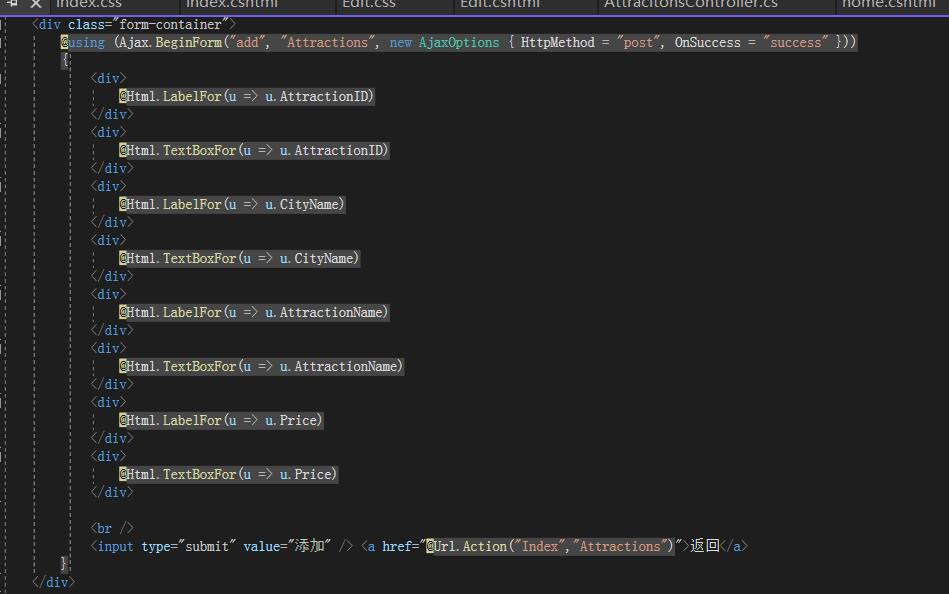 Index.css Index.cshtml Edit.css Edit.cshtml AttracitonsController.cs home.cshtml
<div class="form-container">
@using (Ajax.BeginForm("add", "Attractions", new AjaxOptions { HttpMethod = "post", OnSuccess = "success" }))
{
<div>
@Html.LabelFor(u => u.AttractionID)
</div>
<div>
@Html.TextBoxFor(u => u.AttractionID)
</div>
<div>
@Html.LabelFor(u => u.CityName)
</div>
<div>
@Html.TextBoxFor(u => u.CityName)
</div>
<div>
@Html.LabelFor(u => u.AttractionName)
</div>
<div>
@Html.TextBoxFor(u => u.AttractionName)
</div>
<div>
@Html.LabelFor(u => u.Price)
</div>
<div>
@Html.TextBoxFor(u => u.Price)
</div>
<br />
<input type="submit" value="添加" /> <a href="@Url.Action("Index","Attractions")">返回</a>
}
</div>